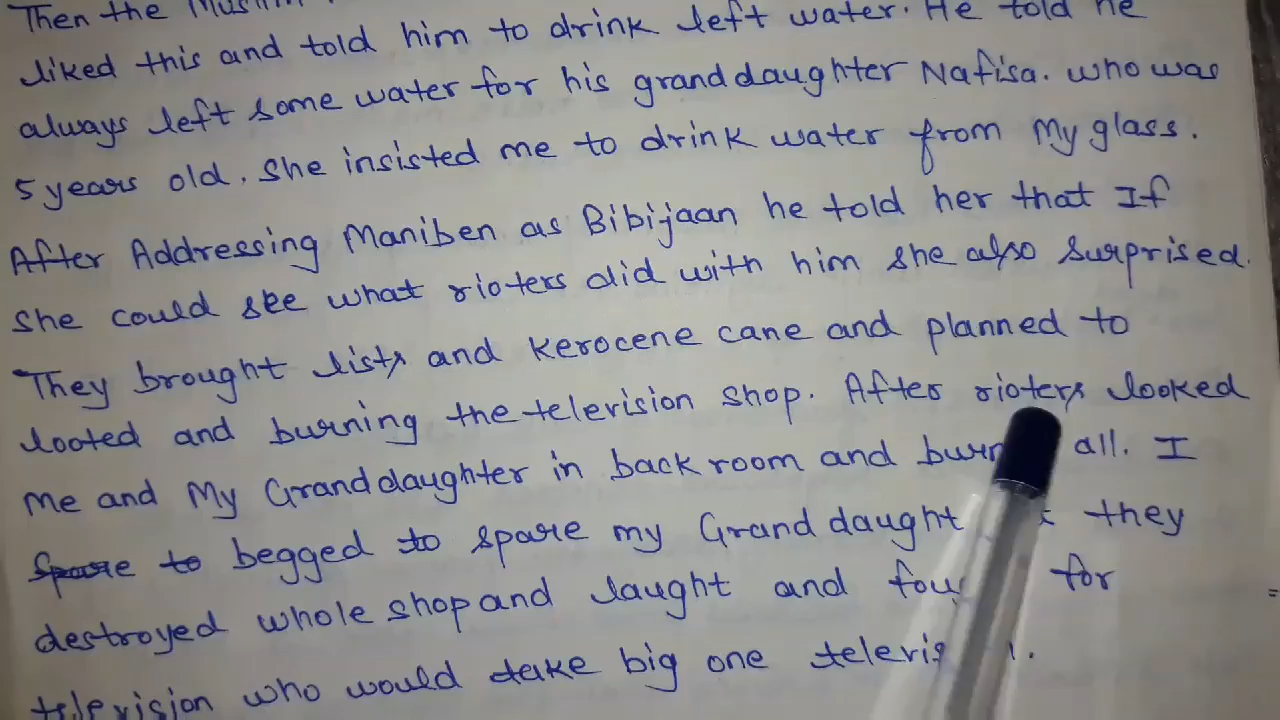 Then the Muslim
liked this and told him to drink left water. He told he
always left some water for his granddaughter Nafisa. who was
5 years old. She insisted me to drink water from My glass.
After Addressing Maniben as Bibijaan he told her that If
she could see what rioters did with him she also surprised.
They brought lists and kerocene cane and planned to
looted and burning the television shop. After rioters looked
me and My Granddaughter in back room and burn all. I
Spare to begged to spare my Grand daught they
destroyed whole shop and laught and fou for
television who would take big one televis